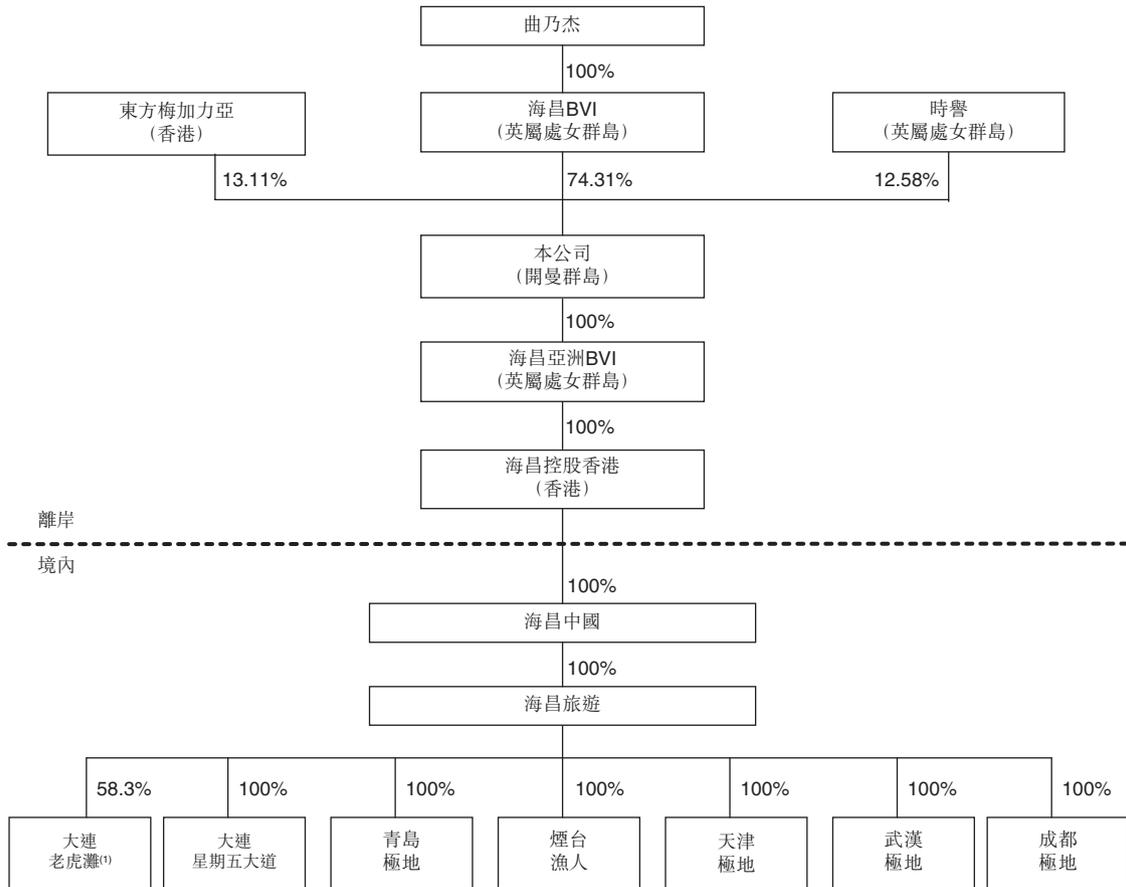 曲乃杰
100%
東方梅加力亞
(香港)
海昌BVI
(英屬處女群島)
時譽
(英屬處女群島)
13.11%
74.31%
12.58%
本公司
(開曼群島)
100%
海昌亞洲BVI
(英屬處女群島)
100%
海昌控股香港
(香港)
離岸
境內
100%
海昌中國
100%
海昌旅遊
58.3%
100%
100%
100%
100%
100%
100%
大連
老虎灘(1)
大連
星期五大道
青島
極地
煙台
漁人
天津
極地
武漢
極地
成都
極地